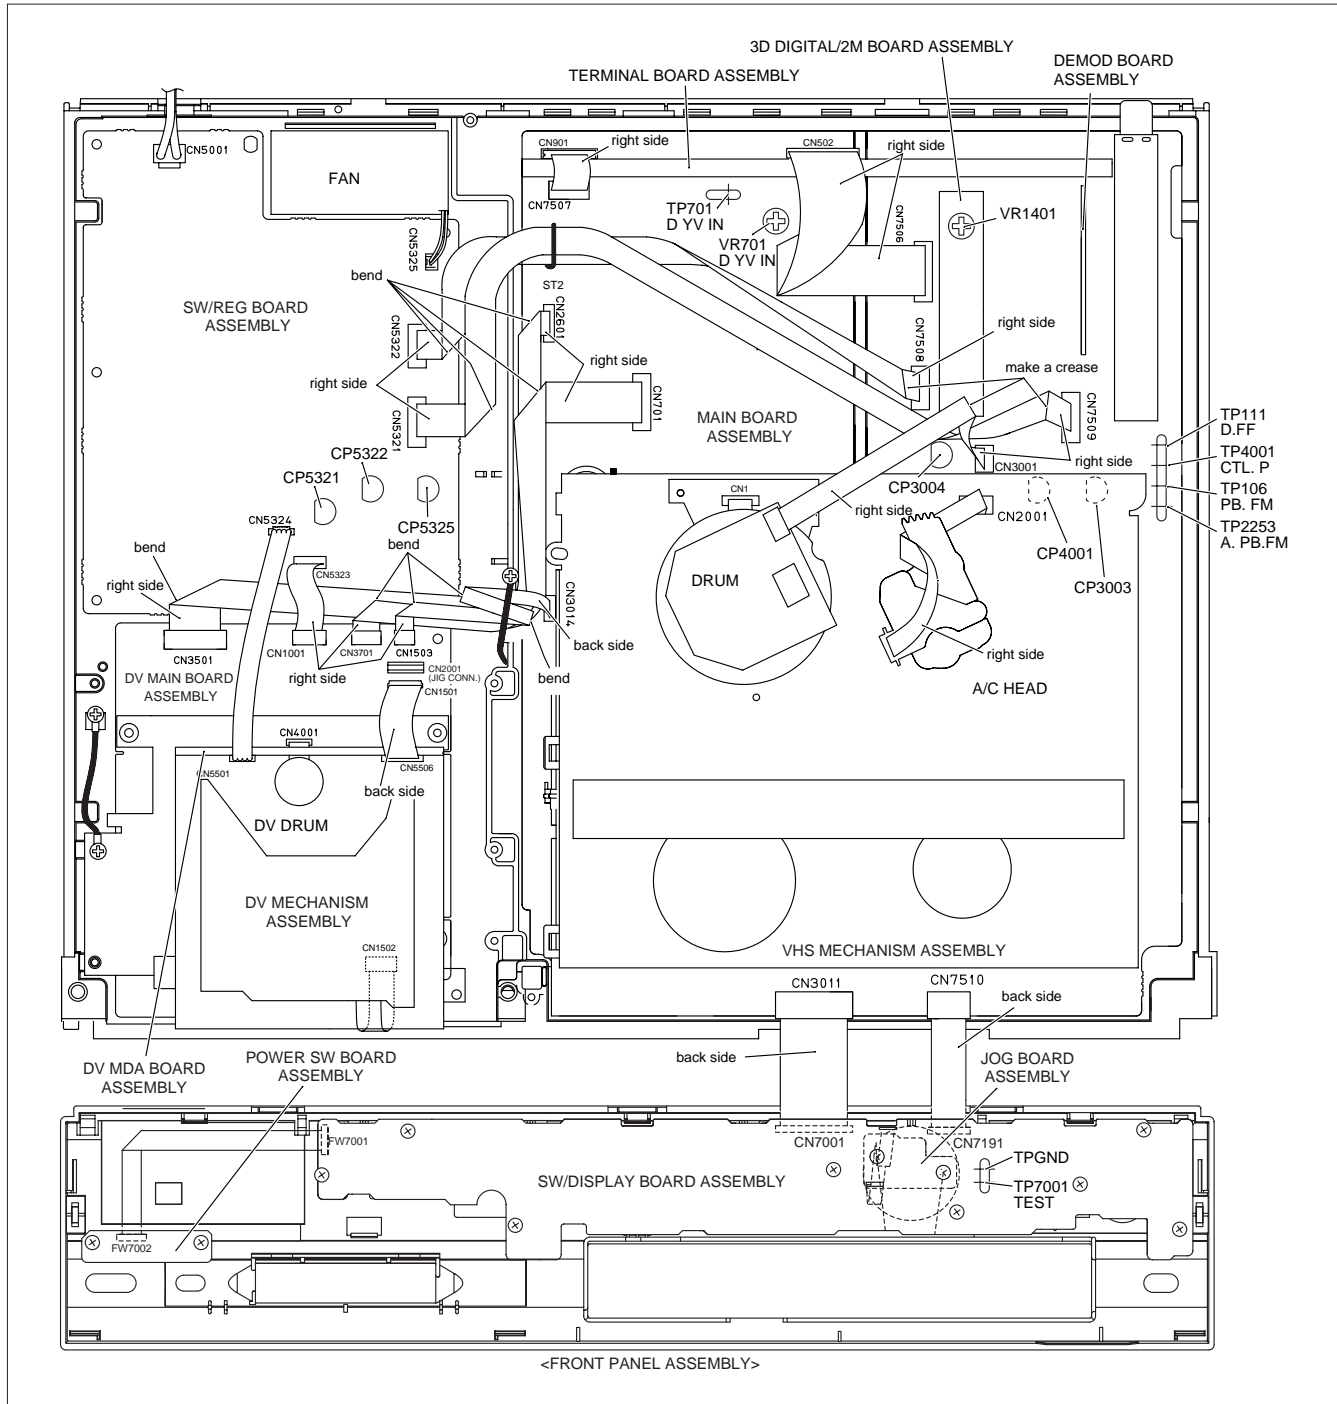 3D DIGITAL/2M BOARD ASSEMBLY
TERMINAL BOARD ASSEMBLY
DEMOD BOARD
ASSEMBLY
CN5001
FAN
CN5325
CN901
right side
CN7507
CN502
right side
TP701
D YV IN
VR701
D YV IN
CN7506
VR1401
bend
ST2
SW/REG BOARD
ASSEMBLY
CN5322
CN2601
right side
CN7508
right side
right side
make a crease
CN5321
CN701
MAIN BOARD
ASSEMBLY
CN7509
TP111
D.FF
TP4001
CTL. P
TP106
PB. FM
TP2253
A. PB.FM
CP5322
CP5321
CP5325
CP3004
CN3001
right side
CN1
right side
CN2001
CP4001
CP3003
CN5324
bend
bend
right side
CN5323
DRUM
CN3014
back side
right side
A/C HEAD
CN3501
CN1001
CN3701
CN1503
right side
bend
DV MAIN BOARD
ASSEMBLY
CN2001
(JIG CONN.)
CN1501
CN4001
CN5501
CN5506
back side
DV DRUM
DV MECHANISM
ASSEMBLY
CN1502
VHS MECHANISM ASSEMBLY
CN3011
CN7510
back side
back side
DV MDA BOARD
ASSEMBLY
POWER SW BOARD
ASSEMBLY
JOG BOARD
ASSEMBLY
FW7001
CN7001
CN7191
TPGND
TP7001
TEST
SW/DISPLAY BOARD ASSEMBLY
FW7002
<FRONT PANEL ASSEMBLY>